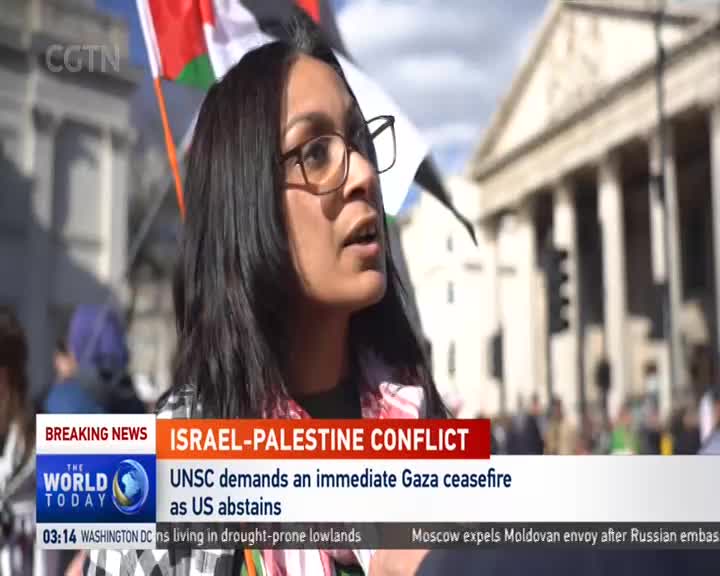 CGTN
BREAKING NEWS
ISRAEL-PALESTINE CONFLICT
THE
WORLD
TODAY
UNSC demands an immediate Gaza ceasefire
as US abstains
03:14 WASHINGTON DC
ns living in drought-prone lowlands Moscow expels Moldovan envoy after Russian embas